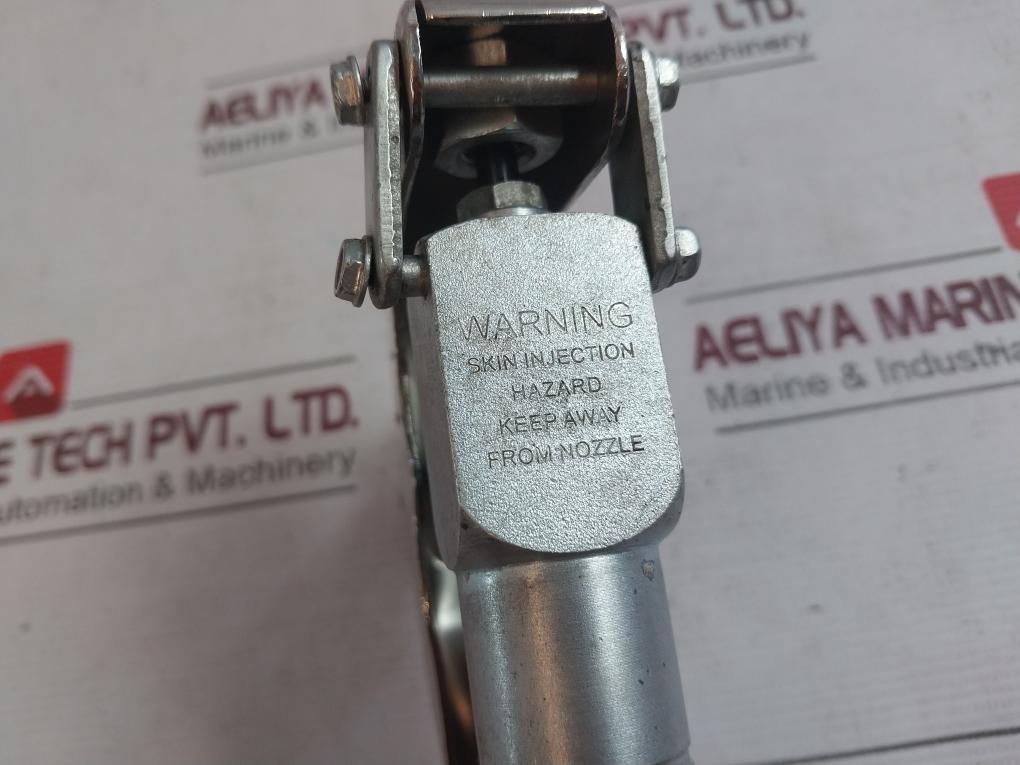 PVT. LTD.
Machinery
AELIYA
Marine &
WARNING
SKIN INJECTION
HAZARD
KEEP AWAY
FROM NOZZLE
AELIYA MARIN
Marine & Industri
E TECH PVT. LTD.
utomation & Machinery